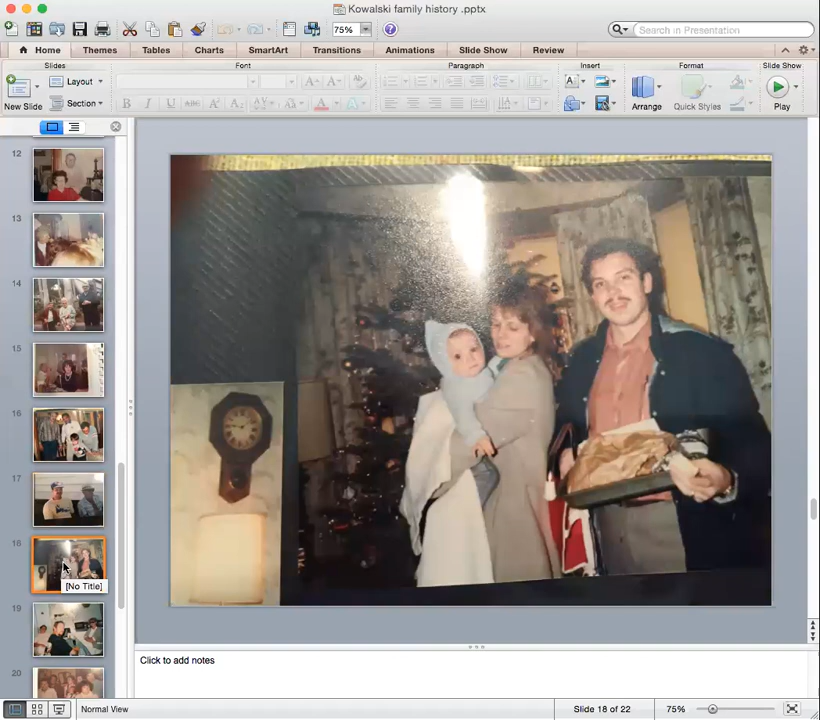 Kowalski family history .pptx
75%
Search in Presentation
Home
Themes
Tables
Charts
SmartArt
Transitions
Animations
Slide Show
Review
Slides
Font
Paragraph
Insert
Format
Slide Show
New Slide
Layout
Section
Arrange
Quick Styles
Play
12
13
14
15
16
17
18
[No Title]
19
20
Click to add notes
Normal View
Slide 18 of 22
75%